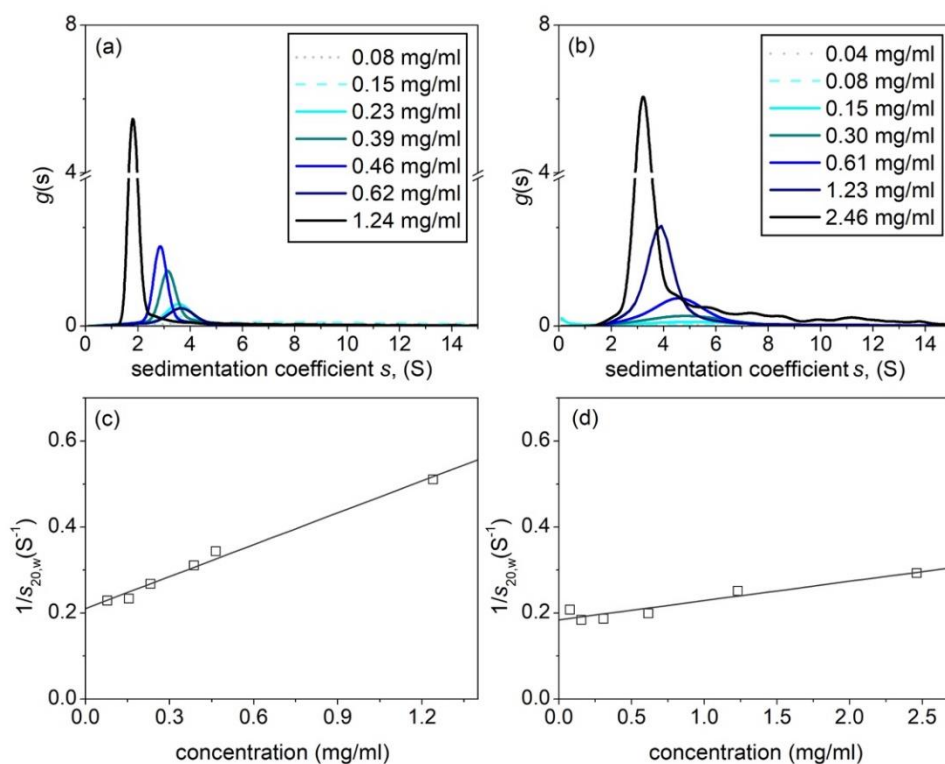 (a)
8
4
0
g(s)
0.08 mg/ml
0.15 mg/ml
0.23 mg/ml
0.39 mg/ml
0.46 mg/ml
0.62 mg/ml
1.24 mg/ml
0 2 4 6 8 10 12 14
sedimentation coefficient s, (S)
(b)
8
4
0
g(s)
0.04 mg/ml
0.08 mg/ml
0.15 mg/ml
0.30 mg/ml
0.61 mg/ml
1.23 mg/ml
2.46 mg/ml
0 2 4 6 8 10 12 14
sedimentation coefficient s, (S)
(c)
0.6
0.4
0.2
0.0
1/s20,w(S-1)
0.0 0.3 0.6 0.9 1.2
concentration (mg/ml)
(d)
0.6
0.4
0.2
0.0
1/s20,w(S-1)
0.0 0.5 1.0 1.5 2.0 2.5
concentration (mg/ml)